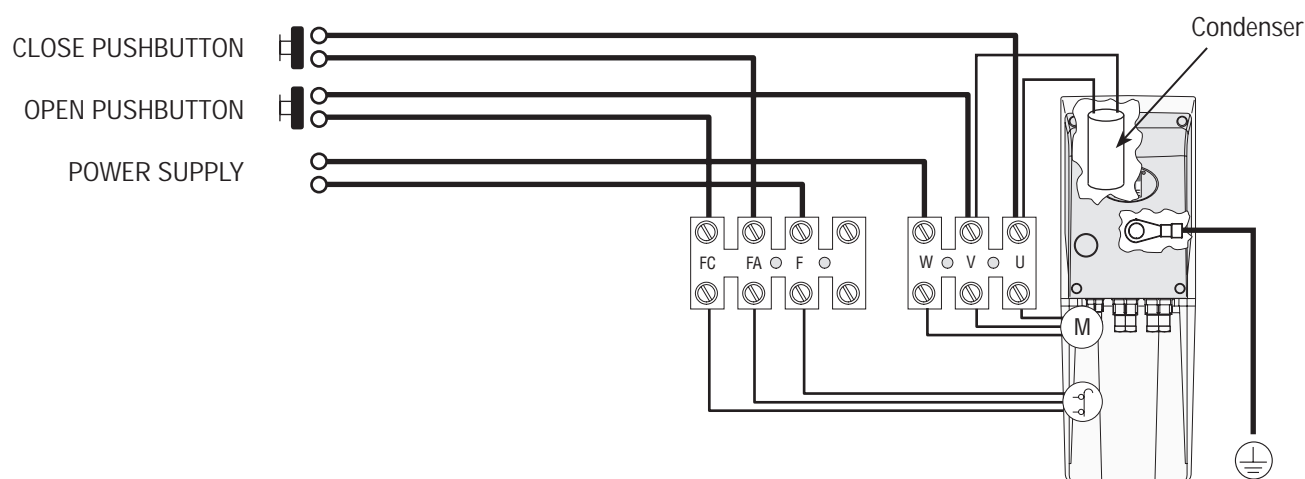 Condenser
CLOSE PUSHBUTTON
OPEN PUSHBUTTON
POWER SUPPLY
FC FA F W V U
M